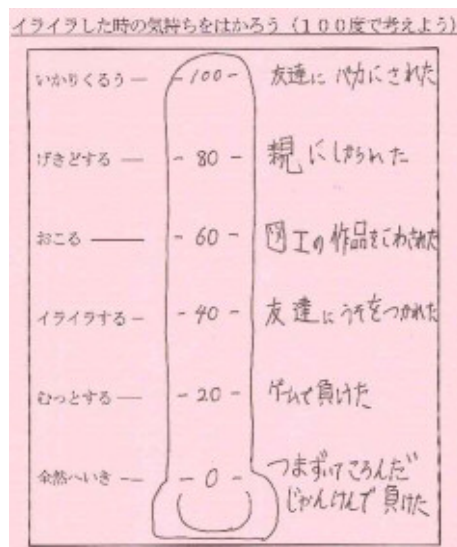 イライラした時の気持ちをはかろう(100度で考えよう)
いかりくるう — -100- 友達に バカにされた
げきどする — - 80 - 親にしかられた
おこる — - 60 - 図工の作品をこわされた
イライラする - - 40 - 友達にうそをつかれた
むっとする — - 20 - ゲームで負けた
全然へいき -- - 0 - つまずいてころんだ
じゃんけんで負けた